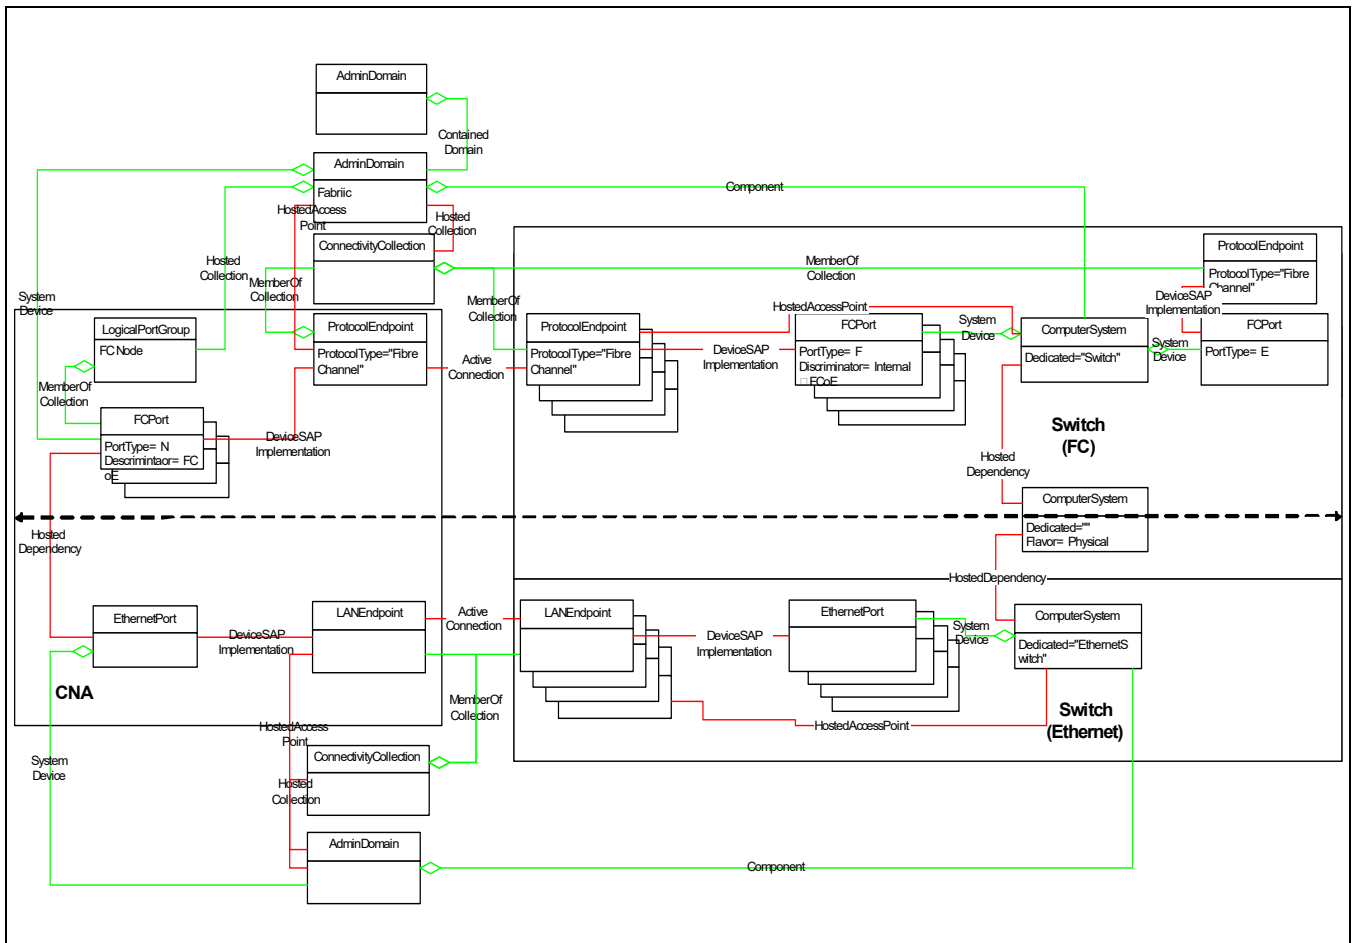 AdminDomain
Contained
Domain
AdminDomain
Fabriic
Component
HostedAccess
Point
Hosted
Collection
ConnectivityCollection
Hosted
Collection
MemberOf
Collection
MemberOf
Collection
MemberOf
Collection
ProtocolEndpoint
ProtocolType="Fibre
Channel"
System
Device
LogicalPortGroup
FC Node
ProtocolEndpoint
ProtocolType="Fibre
Channel"
Active
Connection
ProtocolEndpoint
ProtocolType="Fibre
Channel"
HostedAccessPoint
DeviceSAP
Implementation
FCPort
PortType= F
Discriminator= Internal
FCoE
System
Device
ComputerSystem
Dedicated="Switch"
System
Device
DeviceSAP
Implementation
FCPort
PortType= E
MemberOf
Collection
FCPort
PortType= N
Descrimintaor= FC
oE
DeviceSAP
Implementation
Switch
(FC)
Hosted
Dependency
ComputerSystem
Dedicated=""
Flavor= Physical
Hosted
Dependency
HostedDependency
EthernetPort
DeviceSAP
Implementation
LANEndpoint
Active
Connection
LANEndpoint
DeviceSAP
Implementation
EthernetPort
System
Device
ComputerSystem
Dedicated="EthernetS
witch"
CNA
MemberOf
Collection
HostedAccessPoint
Switch
(Ethernet)
HostedAccess
Point
System
Device
ConnectivityCollection
Hosted
Collection
AdminDomain
Component